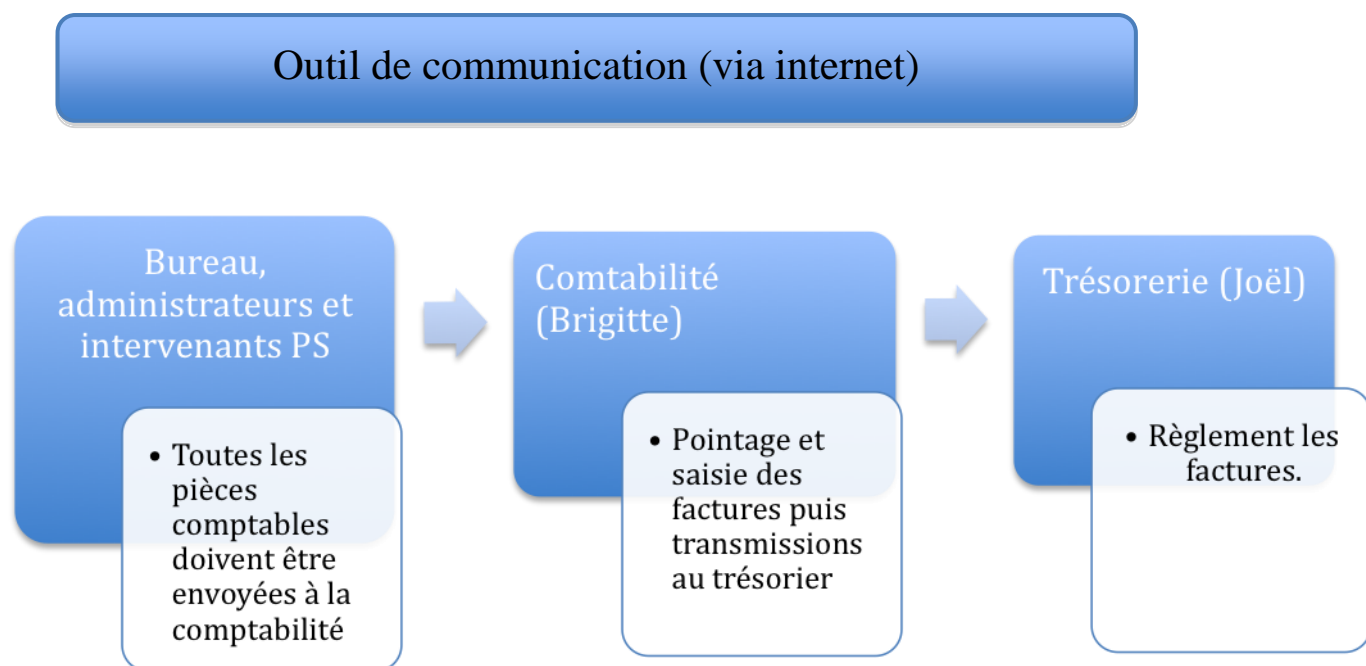 Outil de communication (via internet)
Bureau,
administrateurs et
intervenants PS
• Toutes les
pièces
comptables
doivent être
envoyées à la
comptabilité
Comtabilité
(Brigitte)
• Pointage et
saisie des
factures puis
transmissions
au trésorier
Trésorerie (Joël)
• Règlement les
factures.